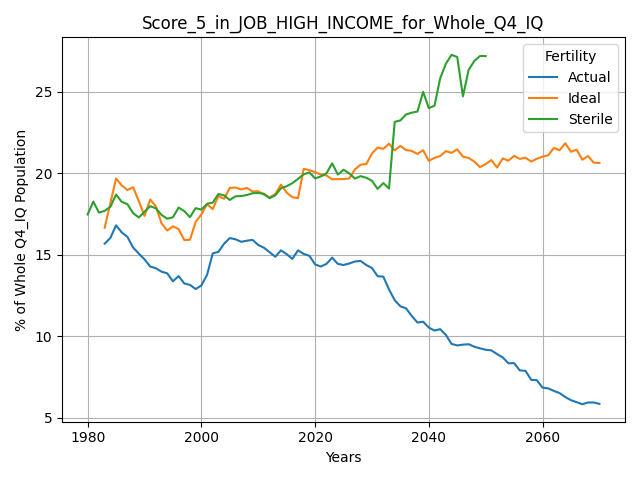 Score_5_in_JOB_HIGH_INCOME_for_Whole_Q4_IQ
% of Whole Q4_IQ Population
25
20
15
10
5
Fertility
Actual
Ideal
Sterile
1980 2000 2020 2040 2060
Years